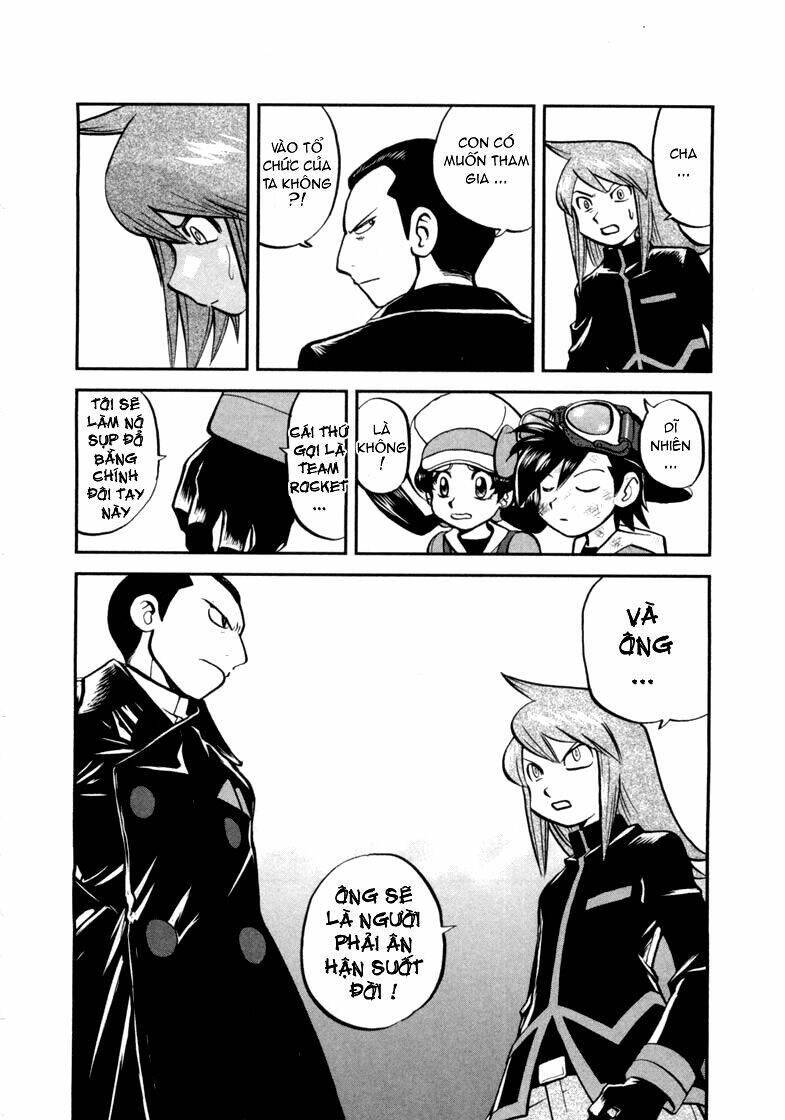 CHA
...
CON CÓ
MUỐN THAM
GIA ...
VÀO TỔ
CHỨC CỦA
TA KHÔNG
?!
DĨ
NHIÊN
...
LÀ
KHÔNG
!
CÁI THỨ
GỌI LÀ
TEAM
ROCKET
...
TÔI SẼ
LÀM NÓ
SỤP ĐỔ
BẰNG
CHÍNH
ĐÔI TAY
NÀY
VÀ
ÔNG
...
ÔNG SẼ
LÀ NGƯỜI
PHẢI ÂN
HẬN SUỐT
ĐỜI !